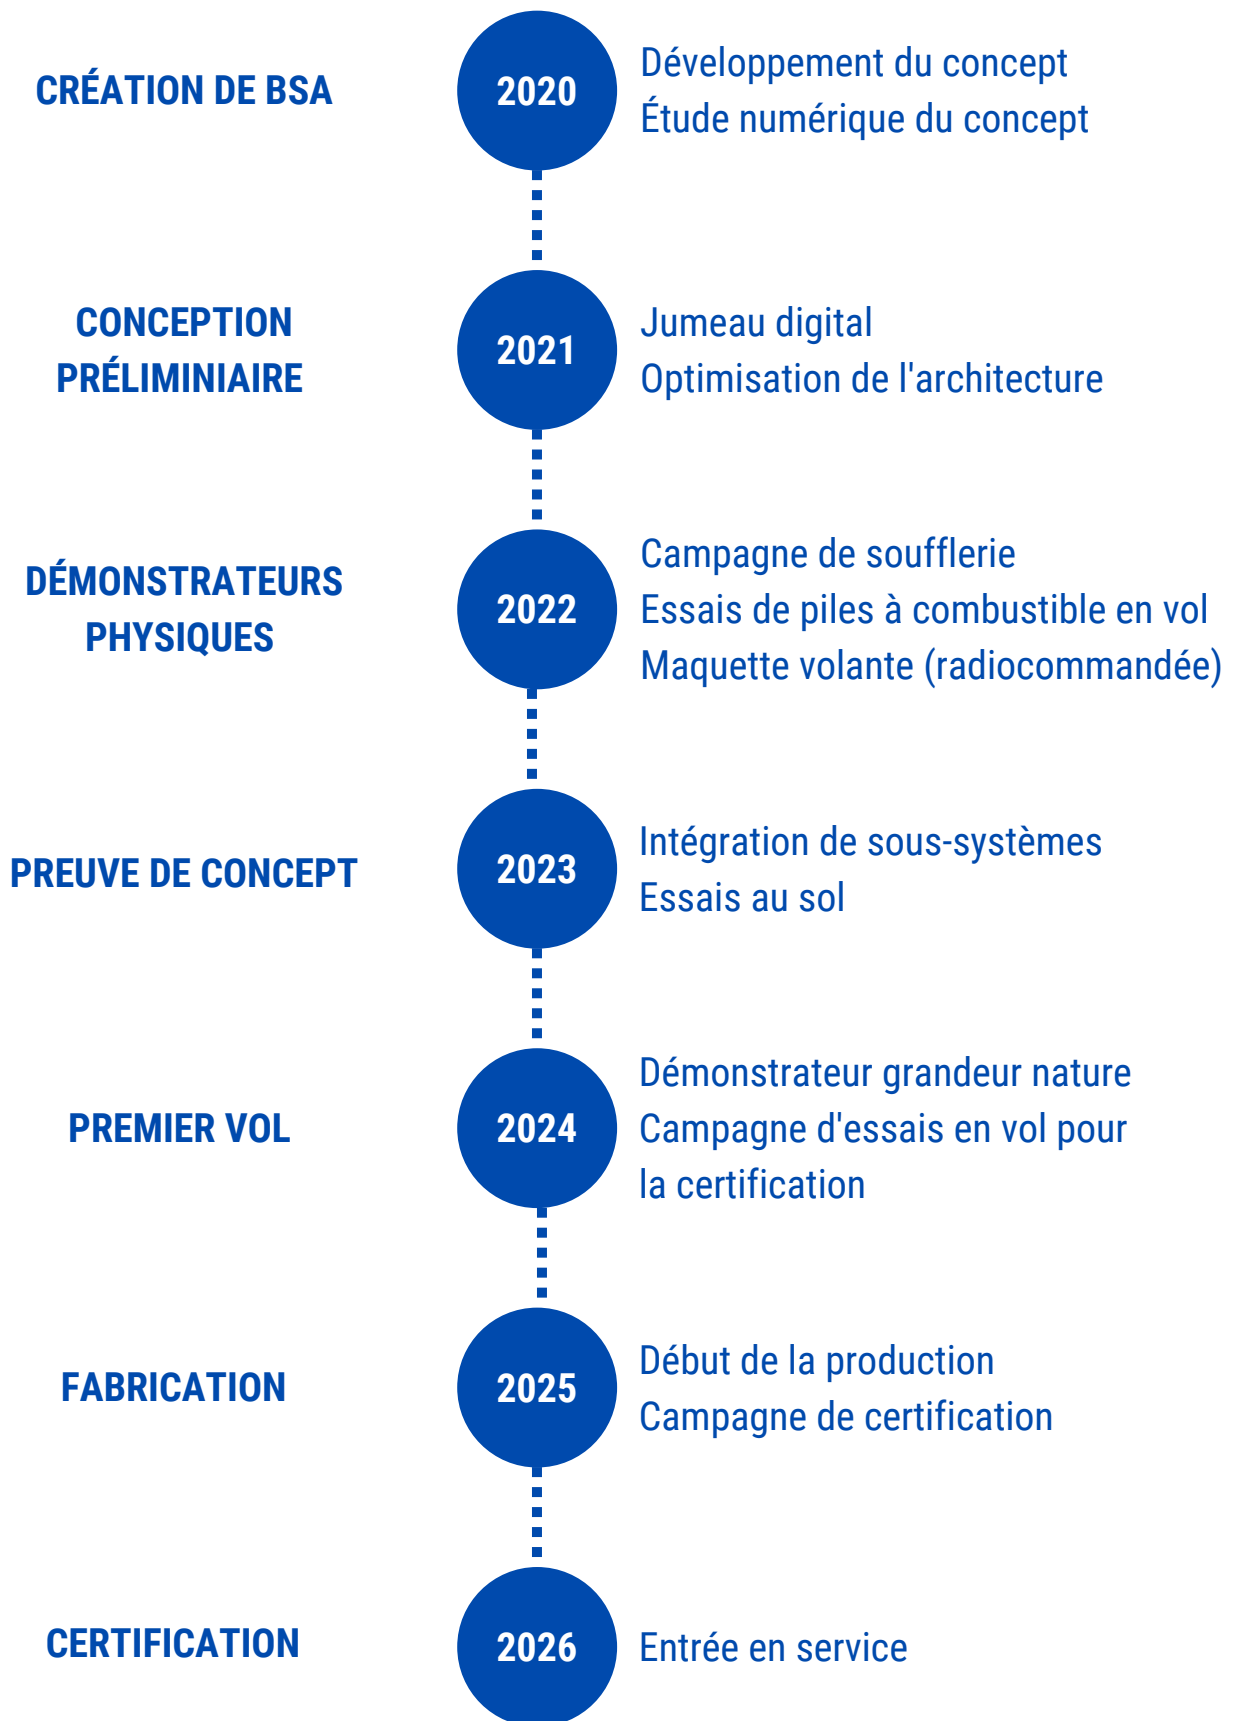 CRÉATION DE BSA
2020
Développement du concept
Étude numérique du concept
CONCEPTION
PRÉLIMINIAIRE
2021
Jumeau digital
Optimisation de l'architecture
DÉMONSTRATEURS
PHYSIQUES
2022
Campagne de soufflerie
Essais de piles à combustible en vol
Maquette volante (radiocommandée)
PREUVE DE CONCEPT
2023
Intégration de sous-systèmes
Essais au sol
PREMIER VOL
2024
Démonstrateur grandeur nature
Campagne d'essais en vol pour
la certification
FABRICATION
2025
Début de la production
Campagne de certification
CERTIFICATION
2026
Entrée en service